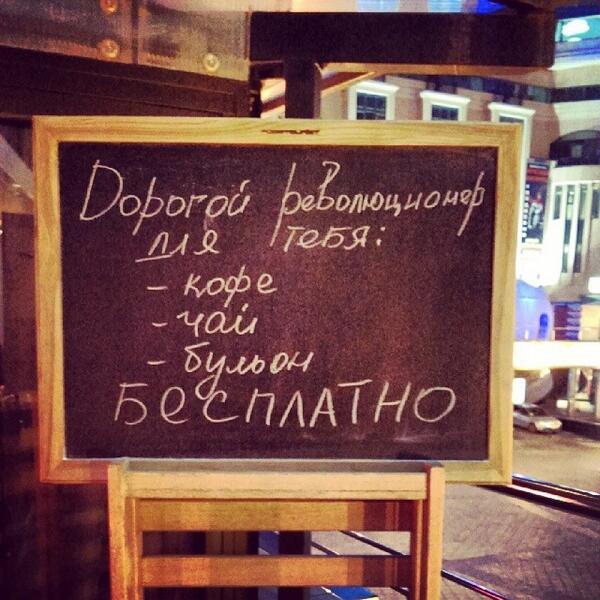 Дорогой революционер
для тебя:
- кофе
- чай
- бульон
БЕСПЛАТНО